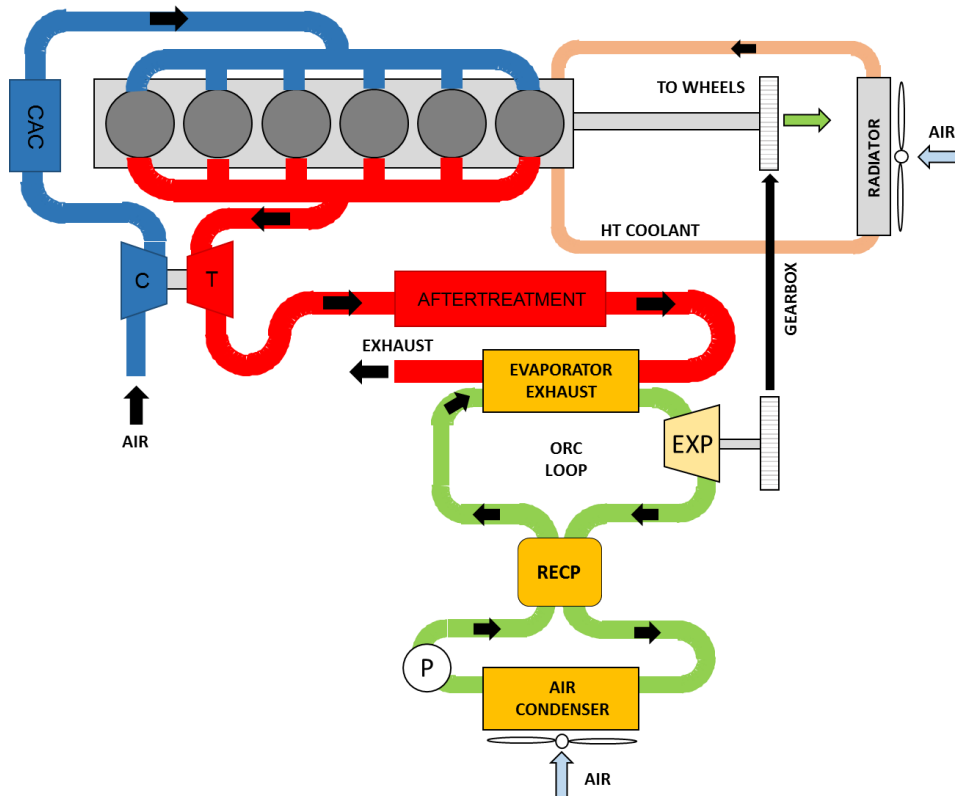 CAC
TO WHEELS
RADIATOR
AIR
HT COOLANT
C
T
GEARBOX
AFTERTREATMENT
EXHAUST
EVAPORATOR
EXHAUST
AIR
EXP
ORC
LOOP
RECP
P
AIR
CONDENSER
AIR